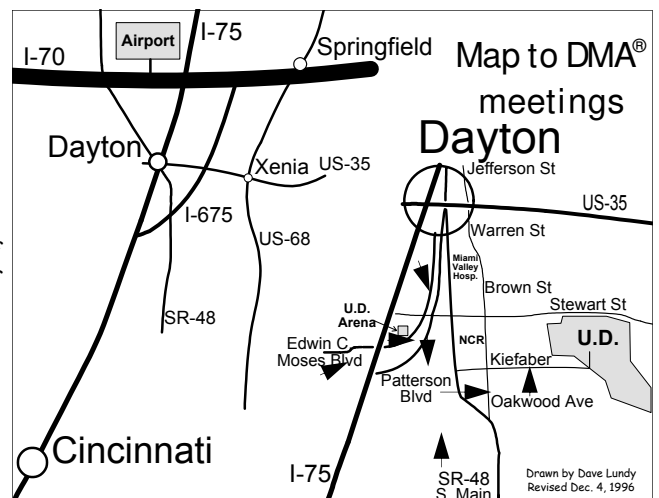 Map to DMA®
meetings
I-70
Airport
I-75
Springfield
Dayton
Xenia
US-35
I-675
US-68
SR-48
Cincinnati
Dayton
Jefferson St
US-35
Warren St
Miami
Valley
Hosp.
Brown St
Stewart St
U.D.
Arena
Edwin C.
Moses Blvd
NCR
U.D.
Kiefaber
Patterson
Blvd
Oakwood Ave
I-75
SR-48
S. Main
Drawn by Dave Lundy
Revised Dec. 4, 1996